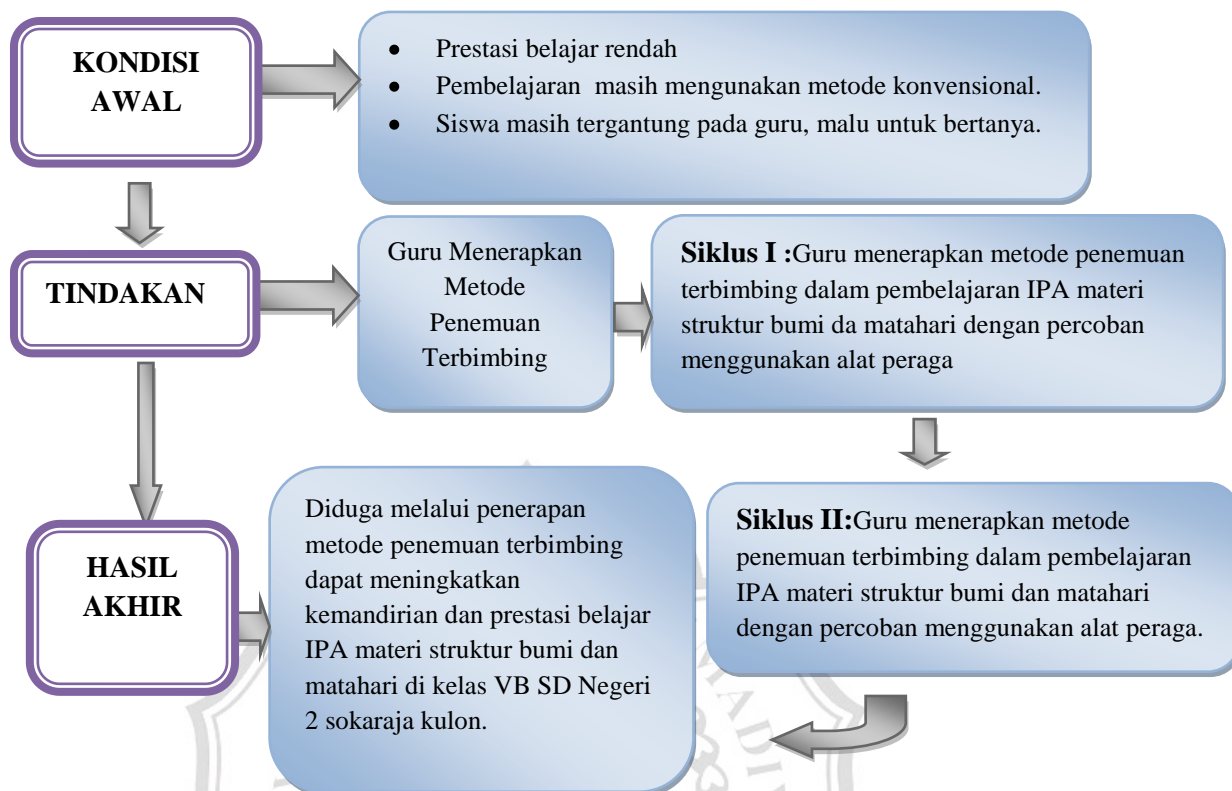 KONDISI
AWAL
• Prestasi belajar rendah
• Pembelajaran masih mengunakan metode konvensional.
• Siswa masih tergantung pada guru, malu untuk bertanya.
TINDAKAN
Guru Menerapkan
Metode
Penemuan
Terbimbing
Siklus I :Guru menerapkan metode penemuan
terbimbing dalam pembelajaran IPA materi
struktur bumi da matahari dengan percoban
menggunakan alat peraga
Siklus II:Guru menerapkan metode
penemuan terbimbing dalam pembelajaran
IPA materi struktur bumi dan matahari
dengan percoban menggunakan alat peraga.
HASIL
AKHIR
Diduga melalui penerapan
metode penemuan terbimbing
dapat meningkatkan
kemandirian dan prestasi belajar
IPA materi struktur bumi dan
matahari di kelas VB SD Negeri
2 sokaraja kulon.